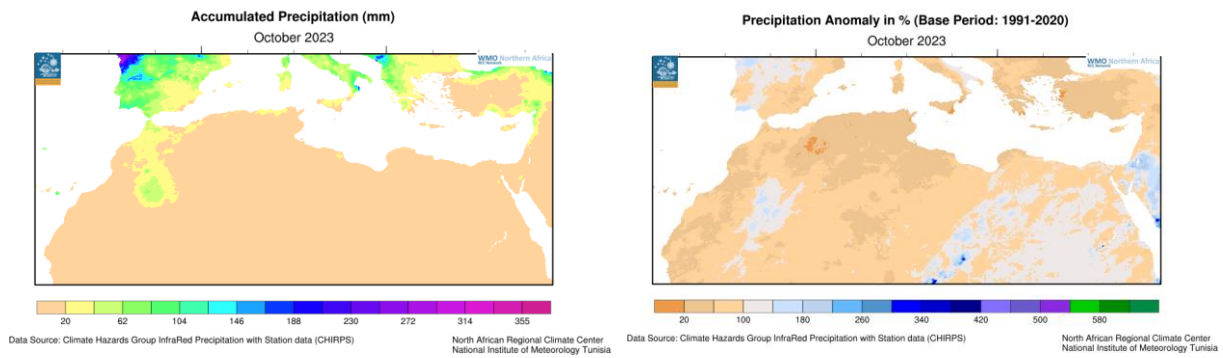 Accumulated Precipitation (mm)
October 2023
WMO Northern Africa
RCC Network
20 62 104 146 188 230 272 314 355
Data Source: Climate Hazards Group InfraRed Precipitation with Station data (CHIRPS)
North African Regional Climate Center
National Institute of Meteorology Tunisia
Precipitation Anomaly in % (Base Period: 1991-2020)
October 2023
WMO Northern Africa
RCC Network
20 100 180 260 340 420 500 580
Data Source: Climate Hazards Group InfraRed Precipitation with Station data (CHIRPS)
North African Regional Climate Center
National Institute of Meteorology Tunisia